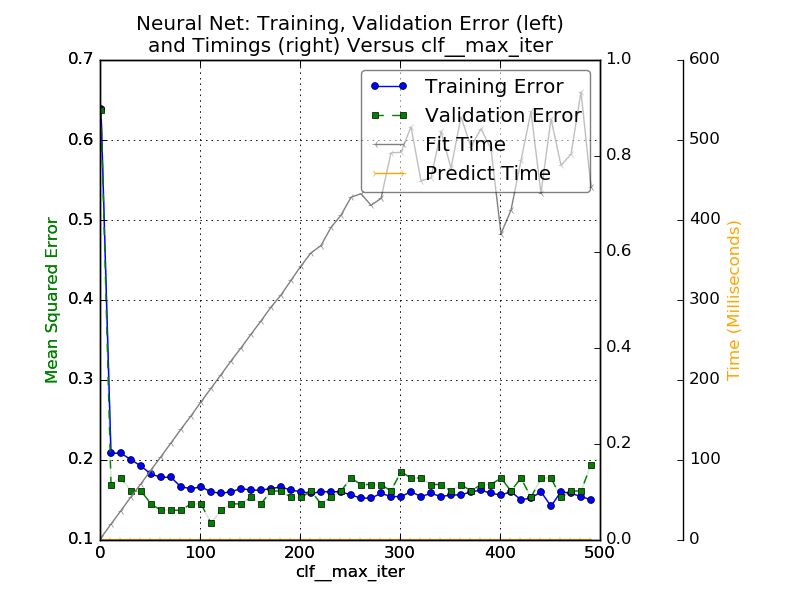 Neural Net: Training, Validation Error (left)
and Timings (right) Versus clf__max_iter
Training Error
Validation Error
Fit Time
Predict Time
Mean Squared Error
0.7
0.6
0.5
0.4
0.3
0.2
0.1
1.0
0.8
0.6
0.4
0.2
0.0
600
500
400
300
200
100
0
Time (Milliseconds)
0 100 200 300 400 500
clf__max_iter